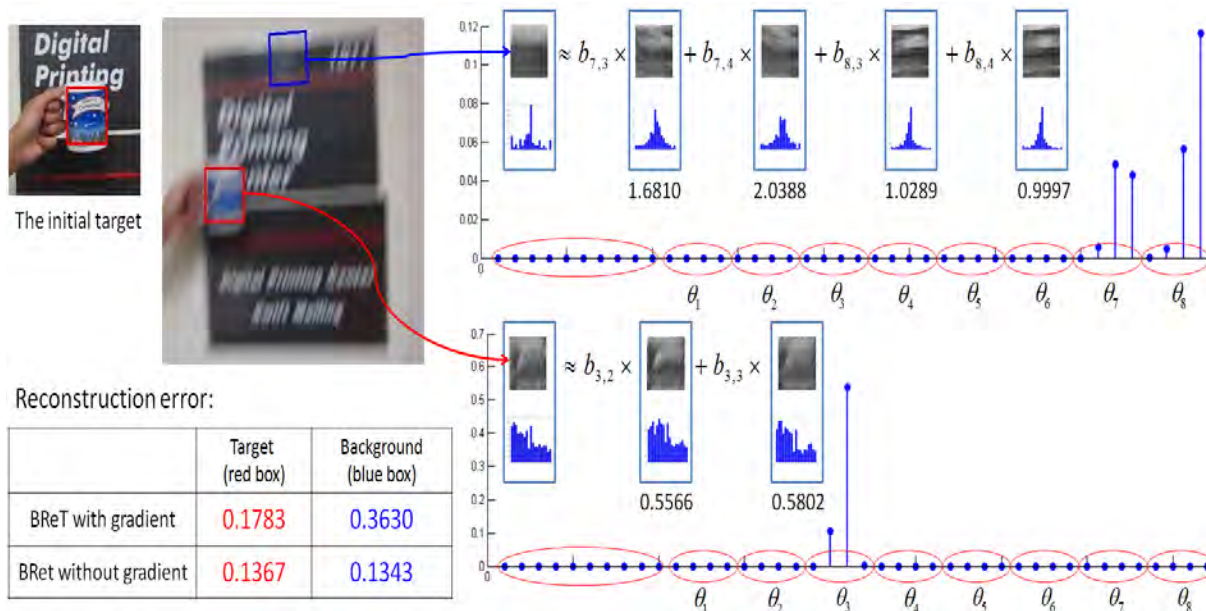 Digital
Printing
The initial target
1011
Digital
Printing
Digital Printing
Reconstruction error:
Target
(red box)
Background
(blue box)
BReT with gradient
0.1783
0.3630
BRet without gradient
0.1367
0.1343
0.12
0.1
0.08
0.06
0.04
0.02
0
0
≈ b7,3 × + b7,4 × + b8,3 × + b8,4 ×
1.6810 2.0388 1.0289 0.9997
θ1 θ2 θ3 θ4 θ5 θ6 θ7 θ8
0.7
0.6
0.5
0.4
0.3
0.2
0.1
0
0
≈ b3,2 × + b3,3 ×
0.5566 0.5802
θ1 θ2 θ3 θ4 θ5 θ6 θ7 θ8